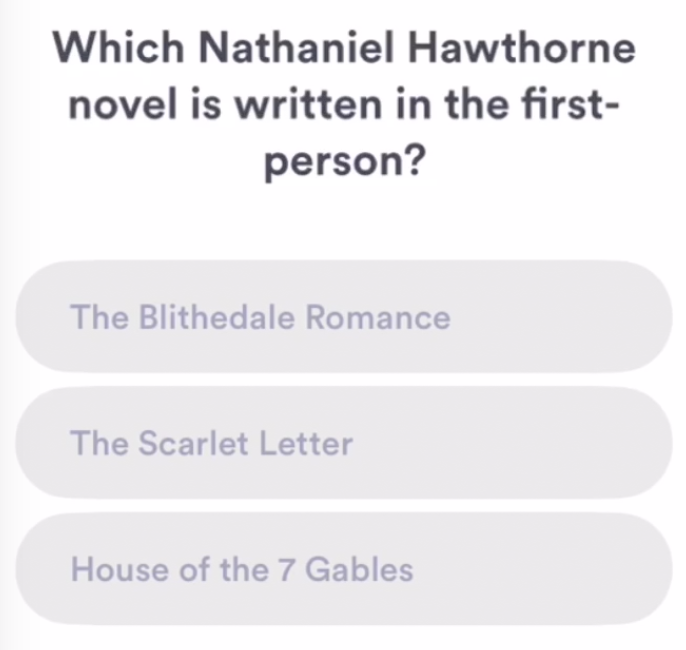 Which Nathaniel Hawthorne
novel is written in the first-
person?
The Blithedale Romance
The Scarlet Letter
House of the 7 Gables